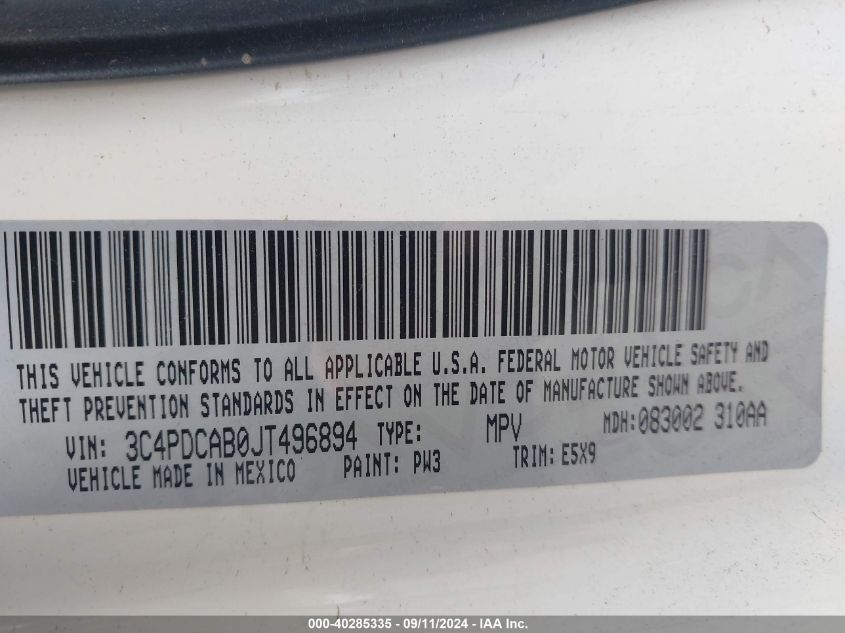 THIS VEHICLE CONFORMS TO ALL APPLICABLE U.S.A. FEDERAL MOTOR VEHICLE SAFETY AND
THEFT PREVENTION STANDARDS IN EFFECT ON THE DATE OF MANUFACTURE SHOWN ABOVE.
VIN: 3C4PDCAB0JT496894 TYPE: MPV MDH:083002 310AA
VEHICLE MADE IN MEXICO PAINT: PW3 TRIM: E5X9
000-40285335 - 09/11/2024 - IAA Inc.